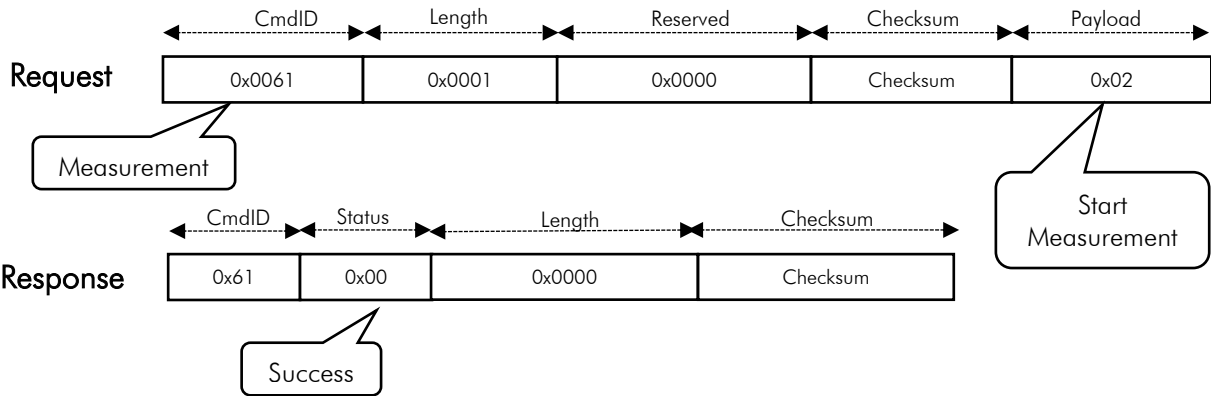 CmdID Length Reserved Checksum Payload
Request 0x0061 0x0001 0x0000 Checksum 0x02
Measurement
Start
Measurement
CmdID Status Length Checksum
Response 0x61 0x00 0x0000 Checksum
Success